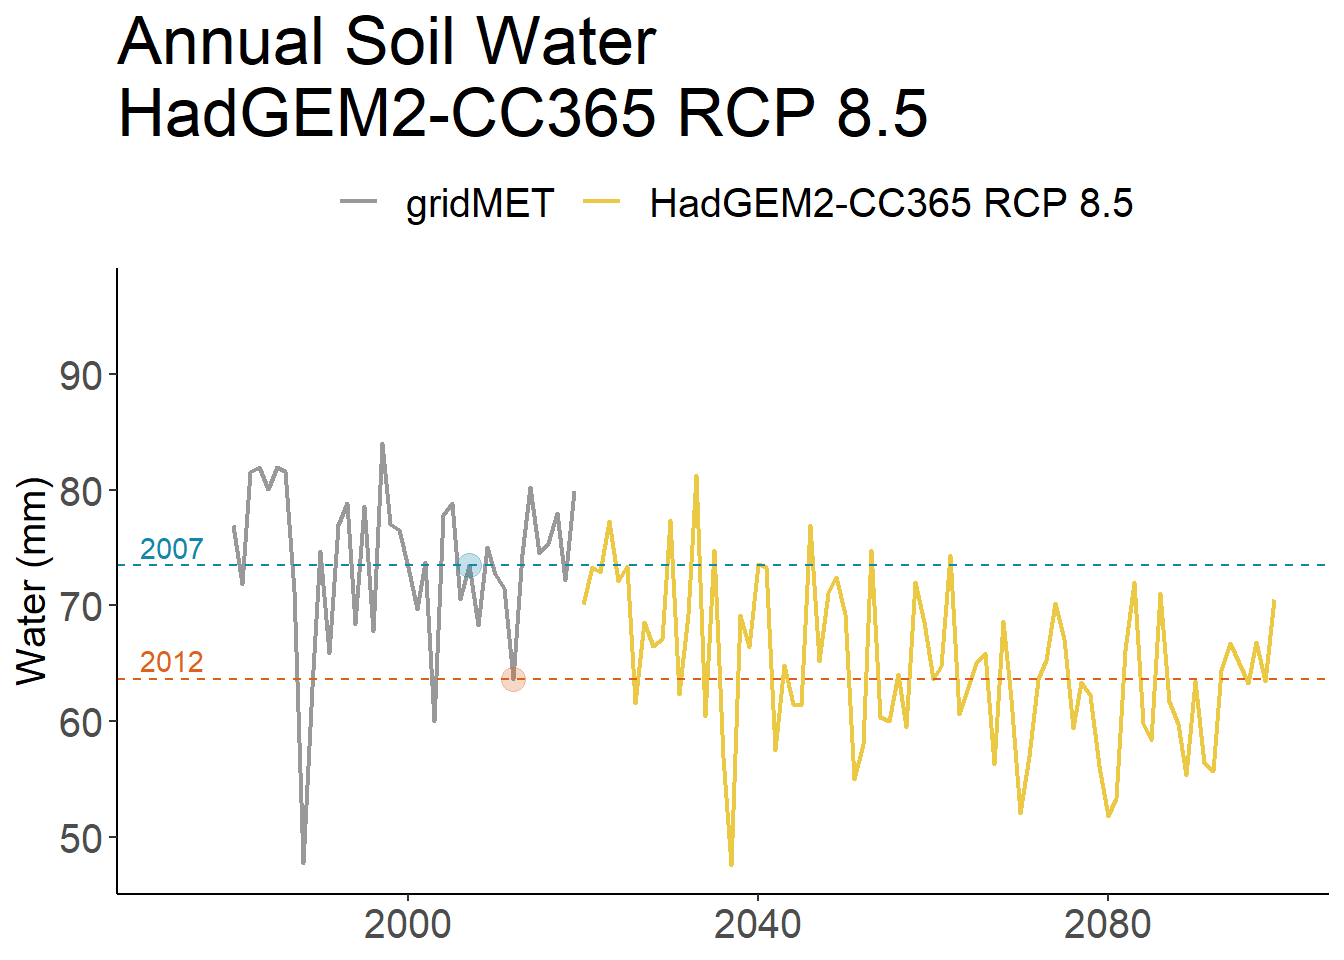 Annual Soil Water
HadGEM2-CC365 RCP 8.5
gridMET HadGEM2-CC365 RCP 8.5
Water (mm)
90
80
70
60
50
2007
2012
2000 2040 2080